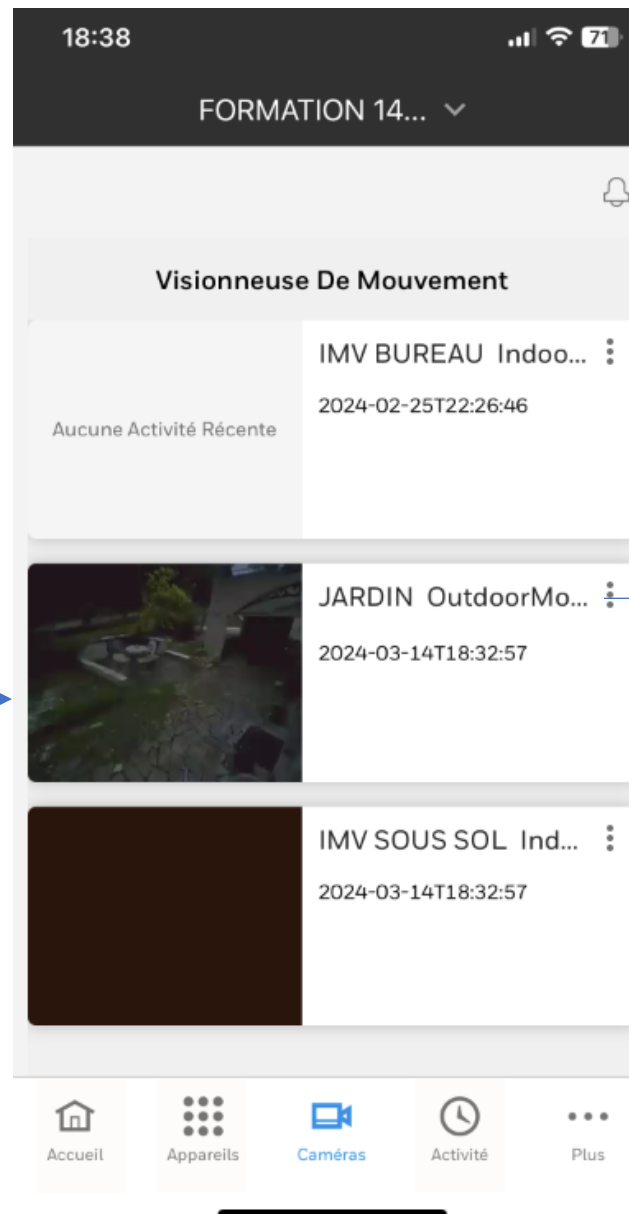 18:38
71
FORMATION 14...
Visionneuse De Mouvement
IMV BUREAU Indoo...
2024-02-25T22:26:46
Aucune Activité Récente
JARDIN OutdoorMo...
2024-03-14T18:32:57
IMV SOUS SOL Ind...
2024-03-14T18:32:57
Accueil
Appareils
Caméras
Activité
Plus